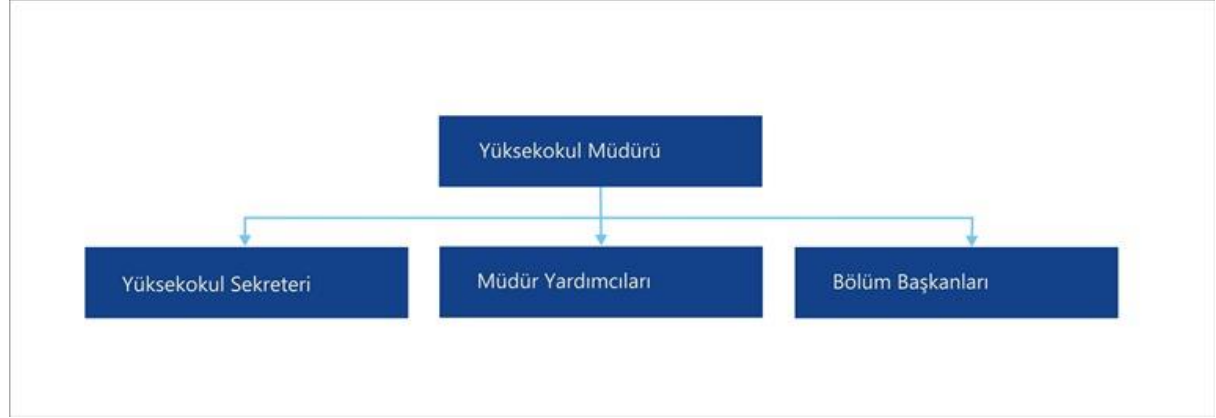 Yüksekokul Müdürü
Yüksekokul Sekreteri
Müdür Yardımcıları
Bölüm Başkanları